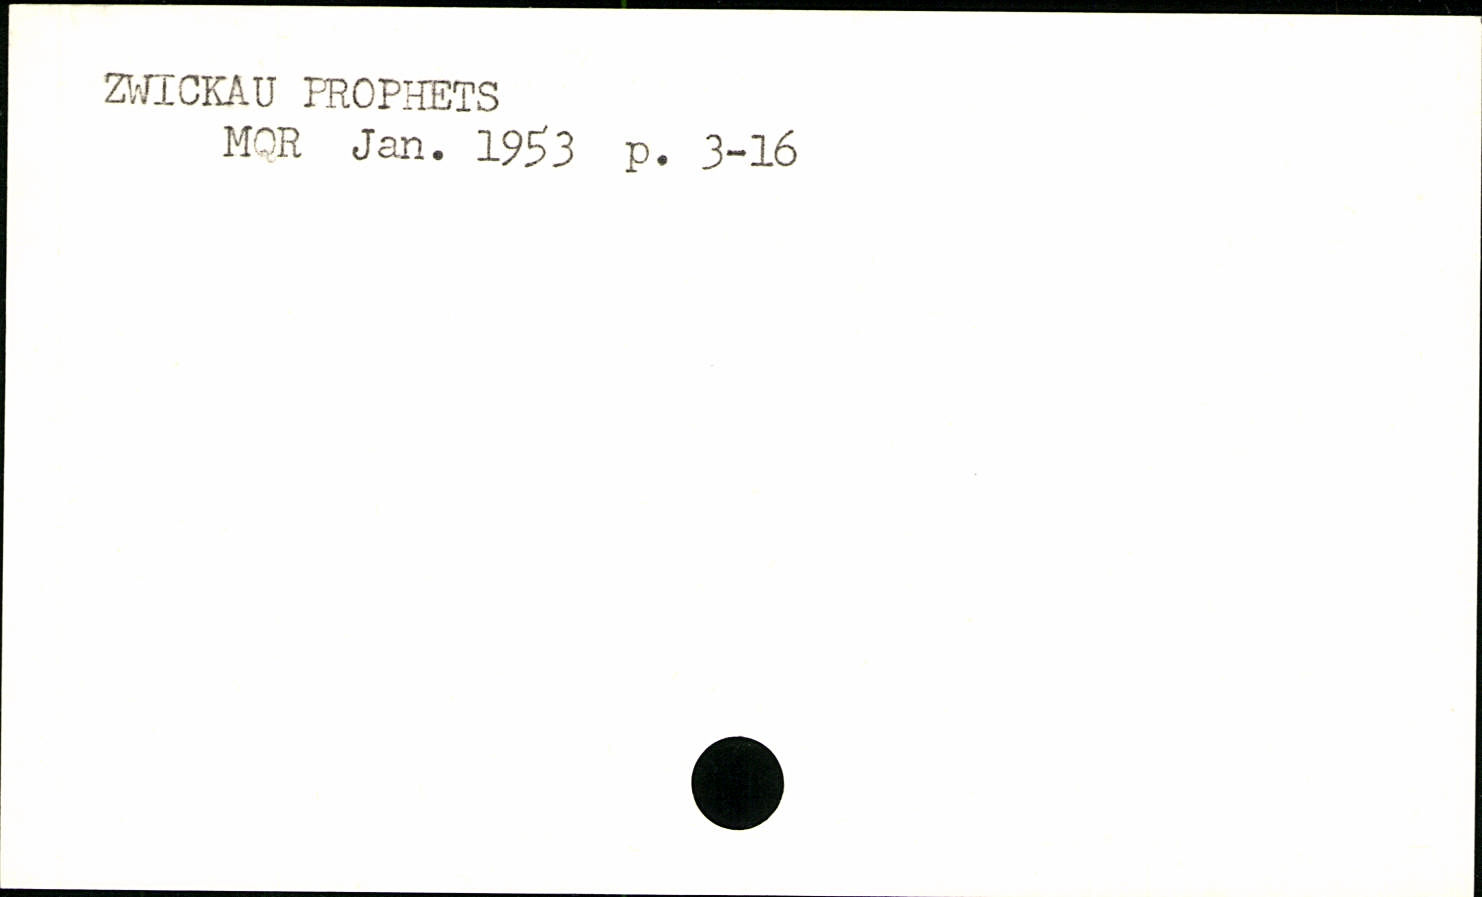 ZWICKAU PROPHETS
MQR Jan. 1953 p. 3-16